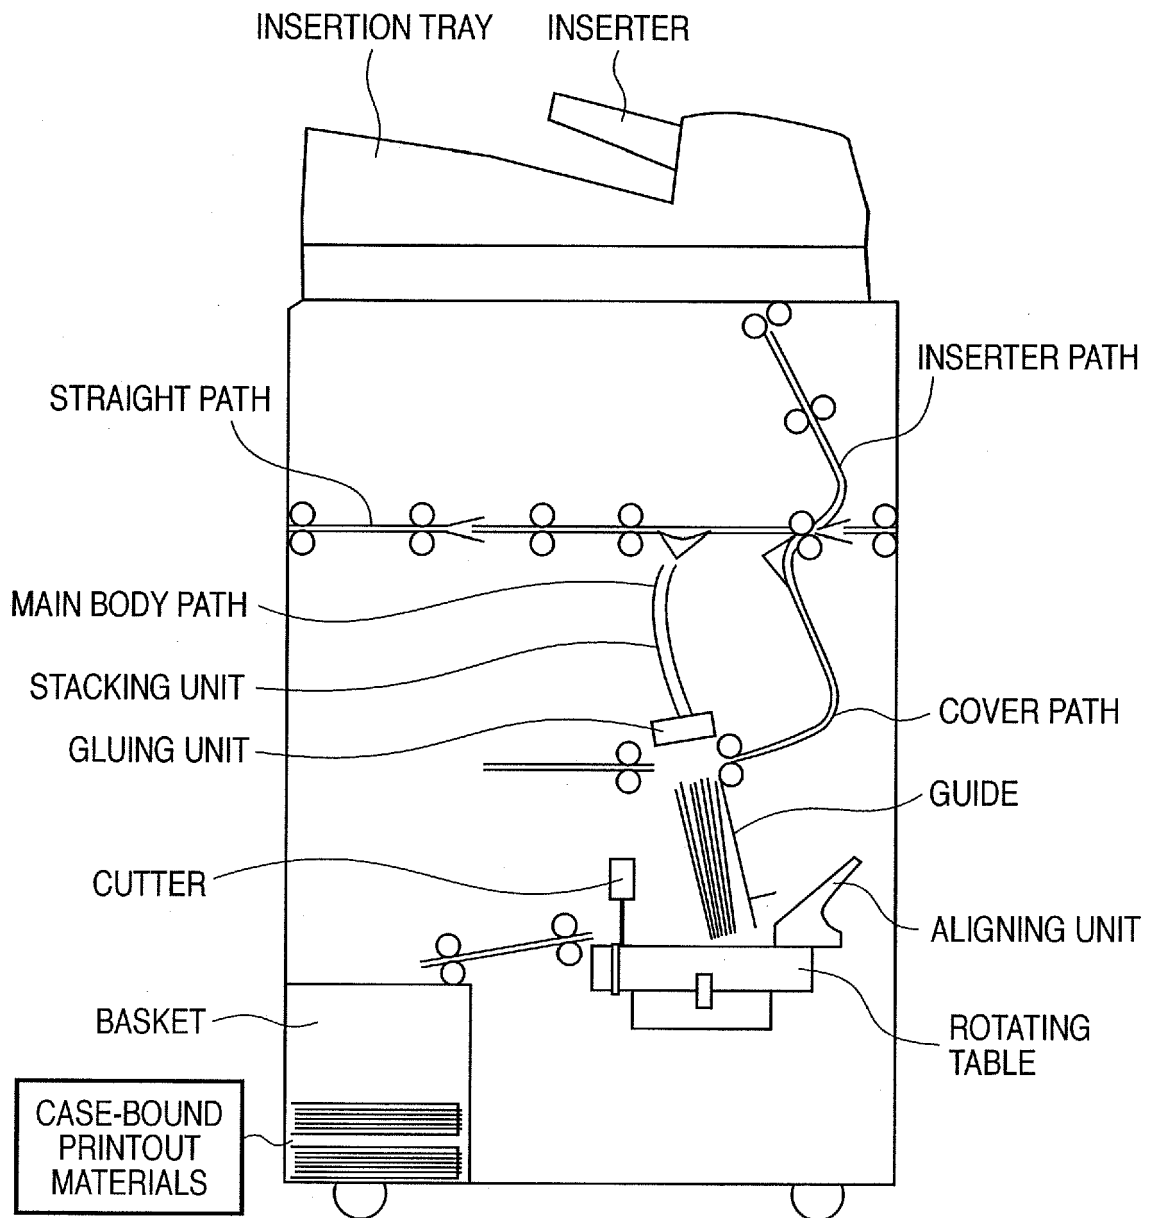 INSERTION TRAY
INSERTER
INSERTER PATH
STRAIGHT PATH
MAIN BODY PATH
STACKING UNIT
GLUING UNIT
COVER PATH
GUIDE
CUTTER
ALIGNING UNIT
BASKET
ROTATING
TABLE
CASE-BOUND
PRINTOUT
MATERIALS